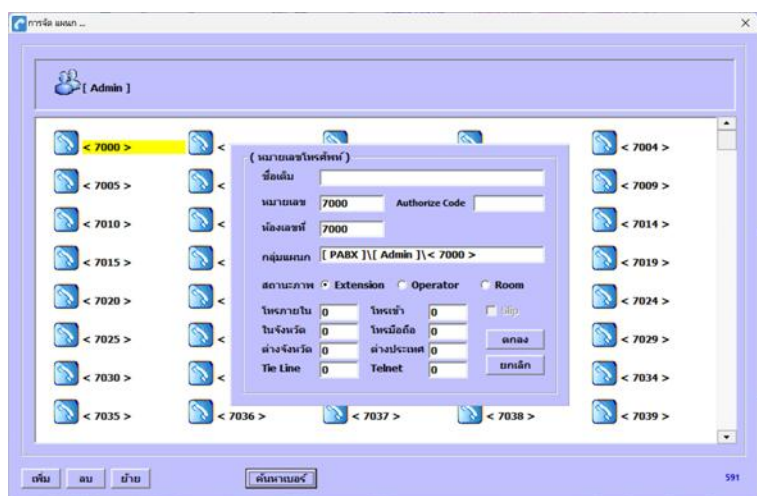 การจัด แผนก ...
[ Admin ]
< 7000 > < < 7004 >
( หมายเลขโทรศัพท์ )
ชื่อเต็ม
< 7005 > < < 7009 >
หมายเลข 7000 Authorize Code
< 7010 > < ห้องเลขที่ 7000 < 7014 >
< 7015 > < กลุ่มแผนก [ PABX ]\[ Admin ]\< 7000 > < 7019 >
สถานะภาพ Extension Operator Room
< 7020 > < โทรภายใน 0 โทรเข้า 0 Slip < 7024 >
ในจังหวัด 0 โทรมือถือ 0
< 7025 > < ตกลง < 7029 >
ต่างจังหวัด 0 ต่างประเทศ 0
Tie Line 0 Telnet 0 ยกเลิก
< 7030 > < < 7034 >
< 7035 > < 7036 > < 7037 > < 7038 > < 7039 >
เพิ่ม ลบ ย้าย ค้นหาเบอร์ 591